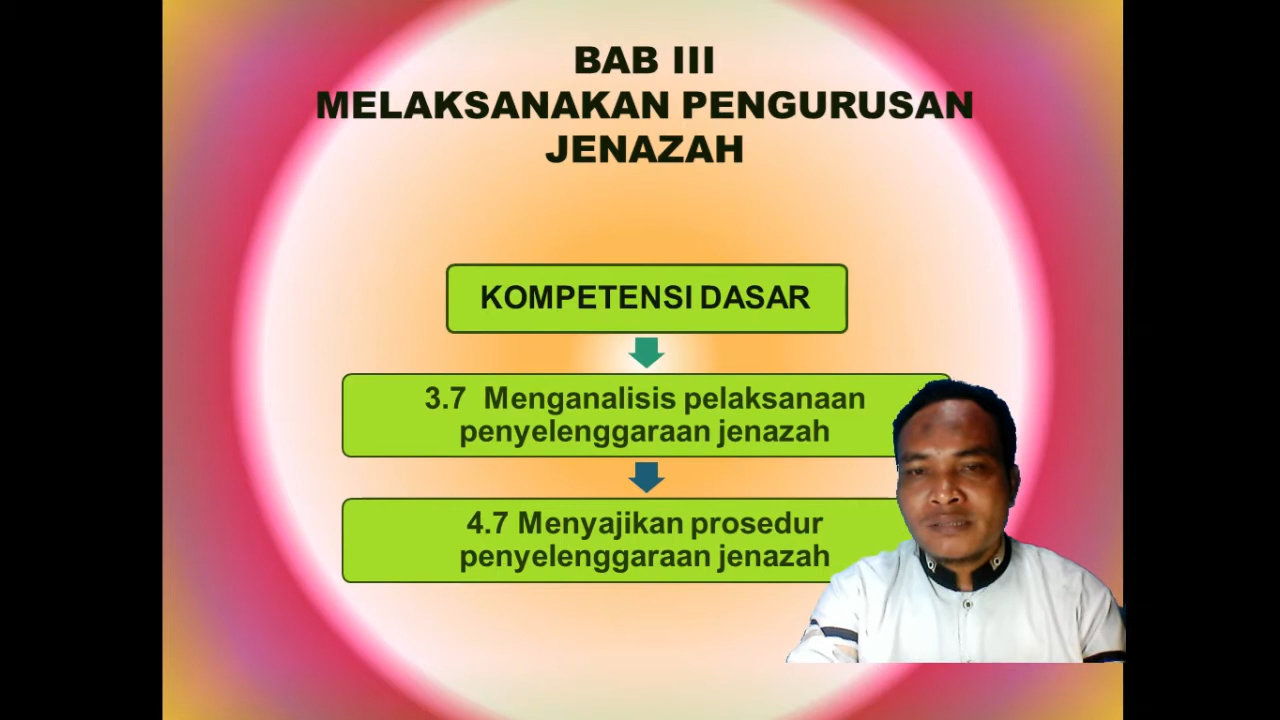 BAB III
MELAKSANAKAN PENGURUSAN
JENAZAH
KOMPETENSI DASAR
3.7 Menganalisis pelaksanaan
penyelenggaraan jenazah
4.7 Menyajikan prosedur
penyelenggaraan jenazah